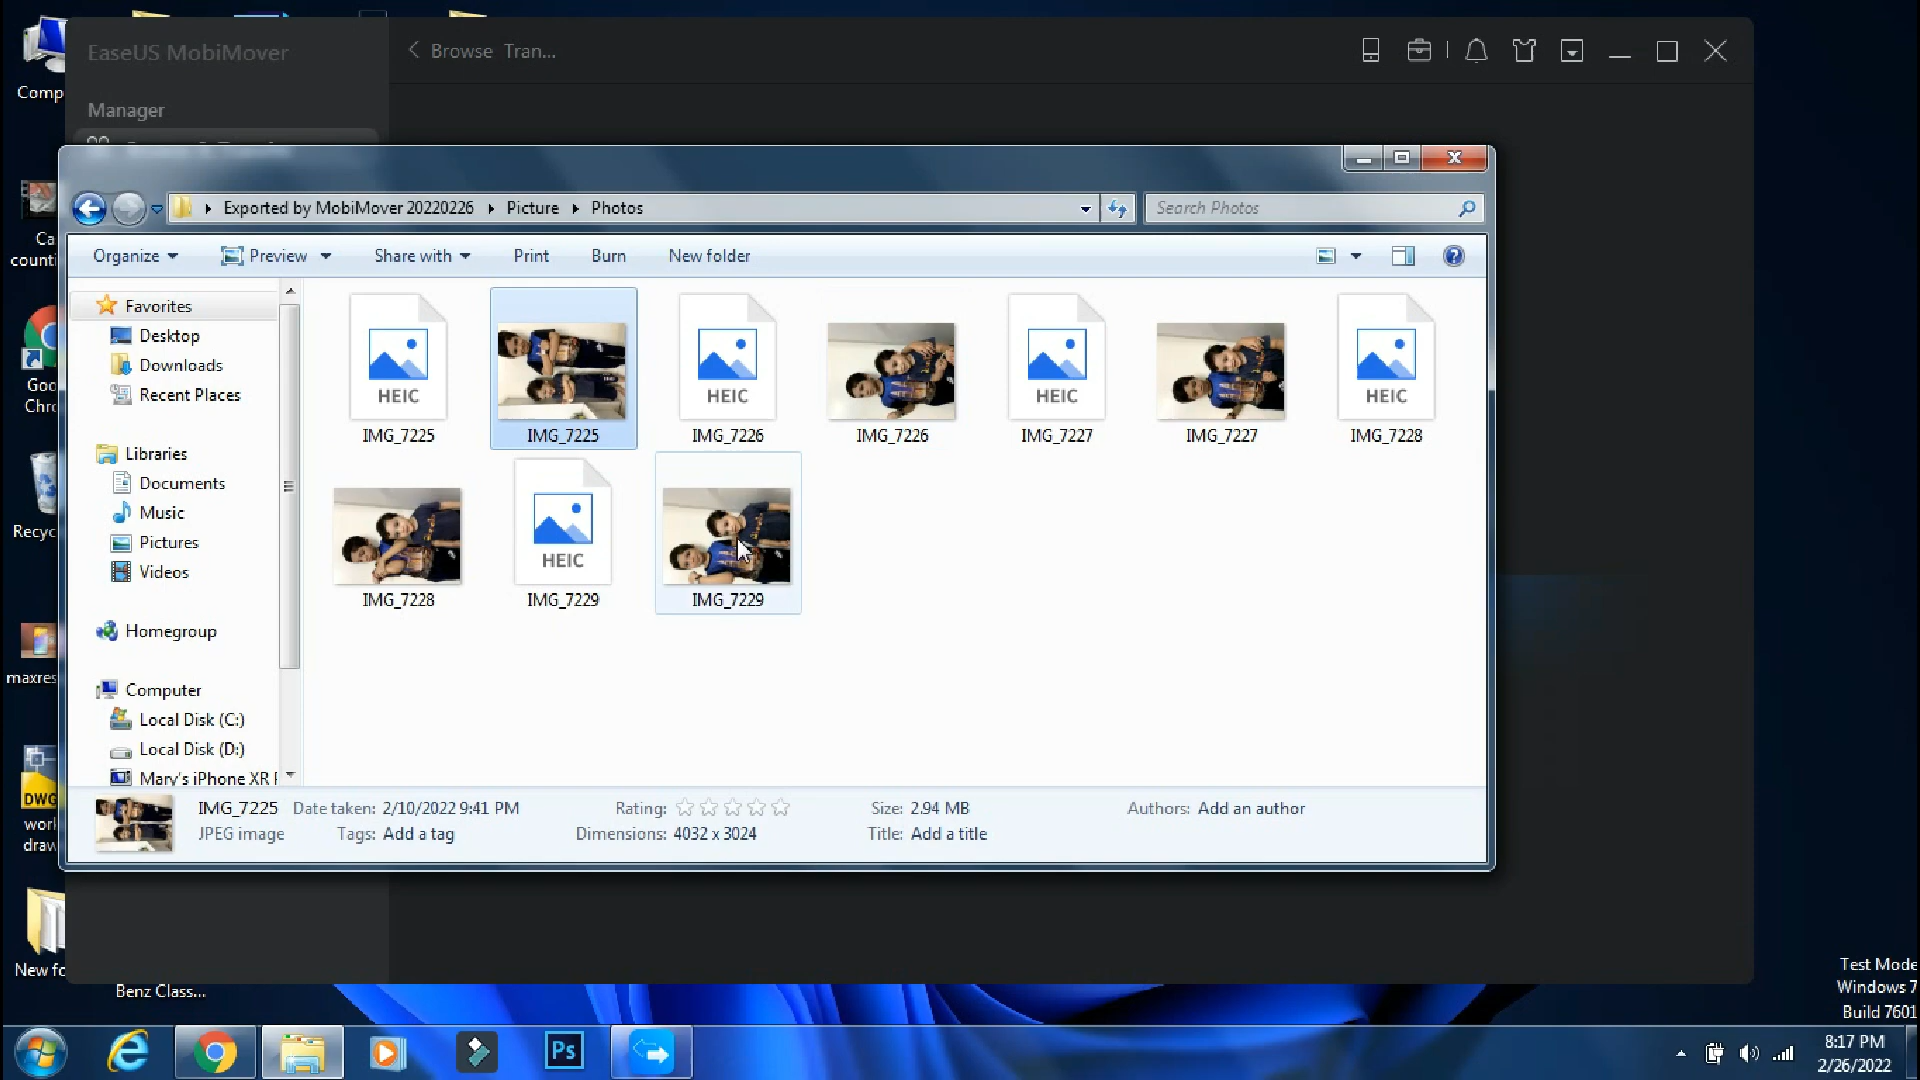 EaseUS MobiMover
Browse Tran...
Manager
Comp
Exported by MobiMover 20220226 Picture Photos
Search Photos
Organize Preview Share with Print Burn New folder
Favorites
Desktop
Downloads
Recent Places
Libraries
Documents
Music
Pictures
Videos
Homegroup
Computer
Local Disk (C:)
Local Disk (D:)
Mary's iPhone XR
HEIC HEIC HEIC HEIC
IMG_7225 IMG_7225 IMG_7226 IMG_7226 IMG_7227 IMG_7227 IMG_7228
HEIC
IMG_7228 IMG_7229 IMG_7229
IMG_7225 Date taken: 2/10/2022 9:41 PM Rating: Size: 2.94 MB Authors: Add an author
JPEG image Tags: Add a tag Dimensions: 4032 x 3024 Title: Add a title
Ca
counti
Goo
Chro
Recyc
maxres
DWG
worl
draw
New fo
Benz Class...
Test Mode
Windows 7
Build 7601
Ps
8:17 PM
2/26/2022